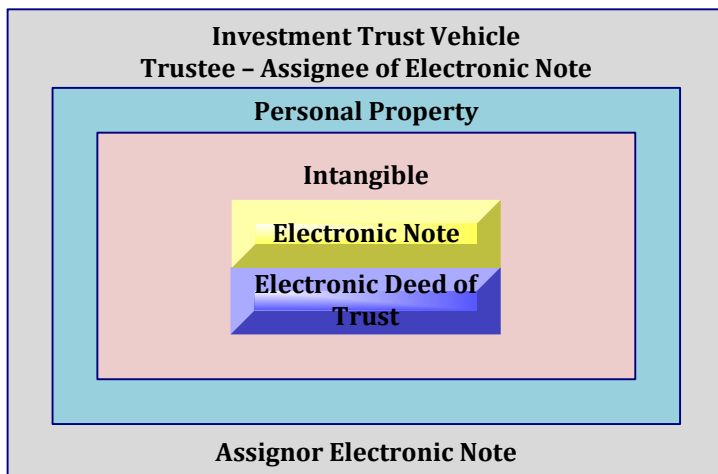 Investment Trust Vehicle
Trustee – Assignee of Electronic Note
Personal Property
Intangible
Electronic Note
Electronic Deed of
Trust
Assignor Electronic Note